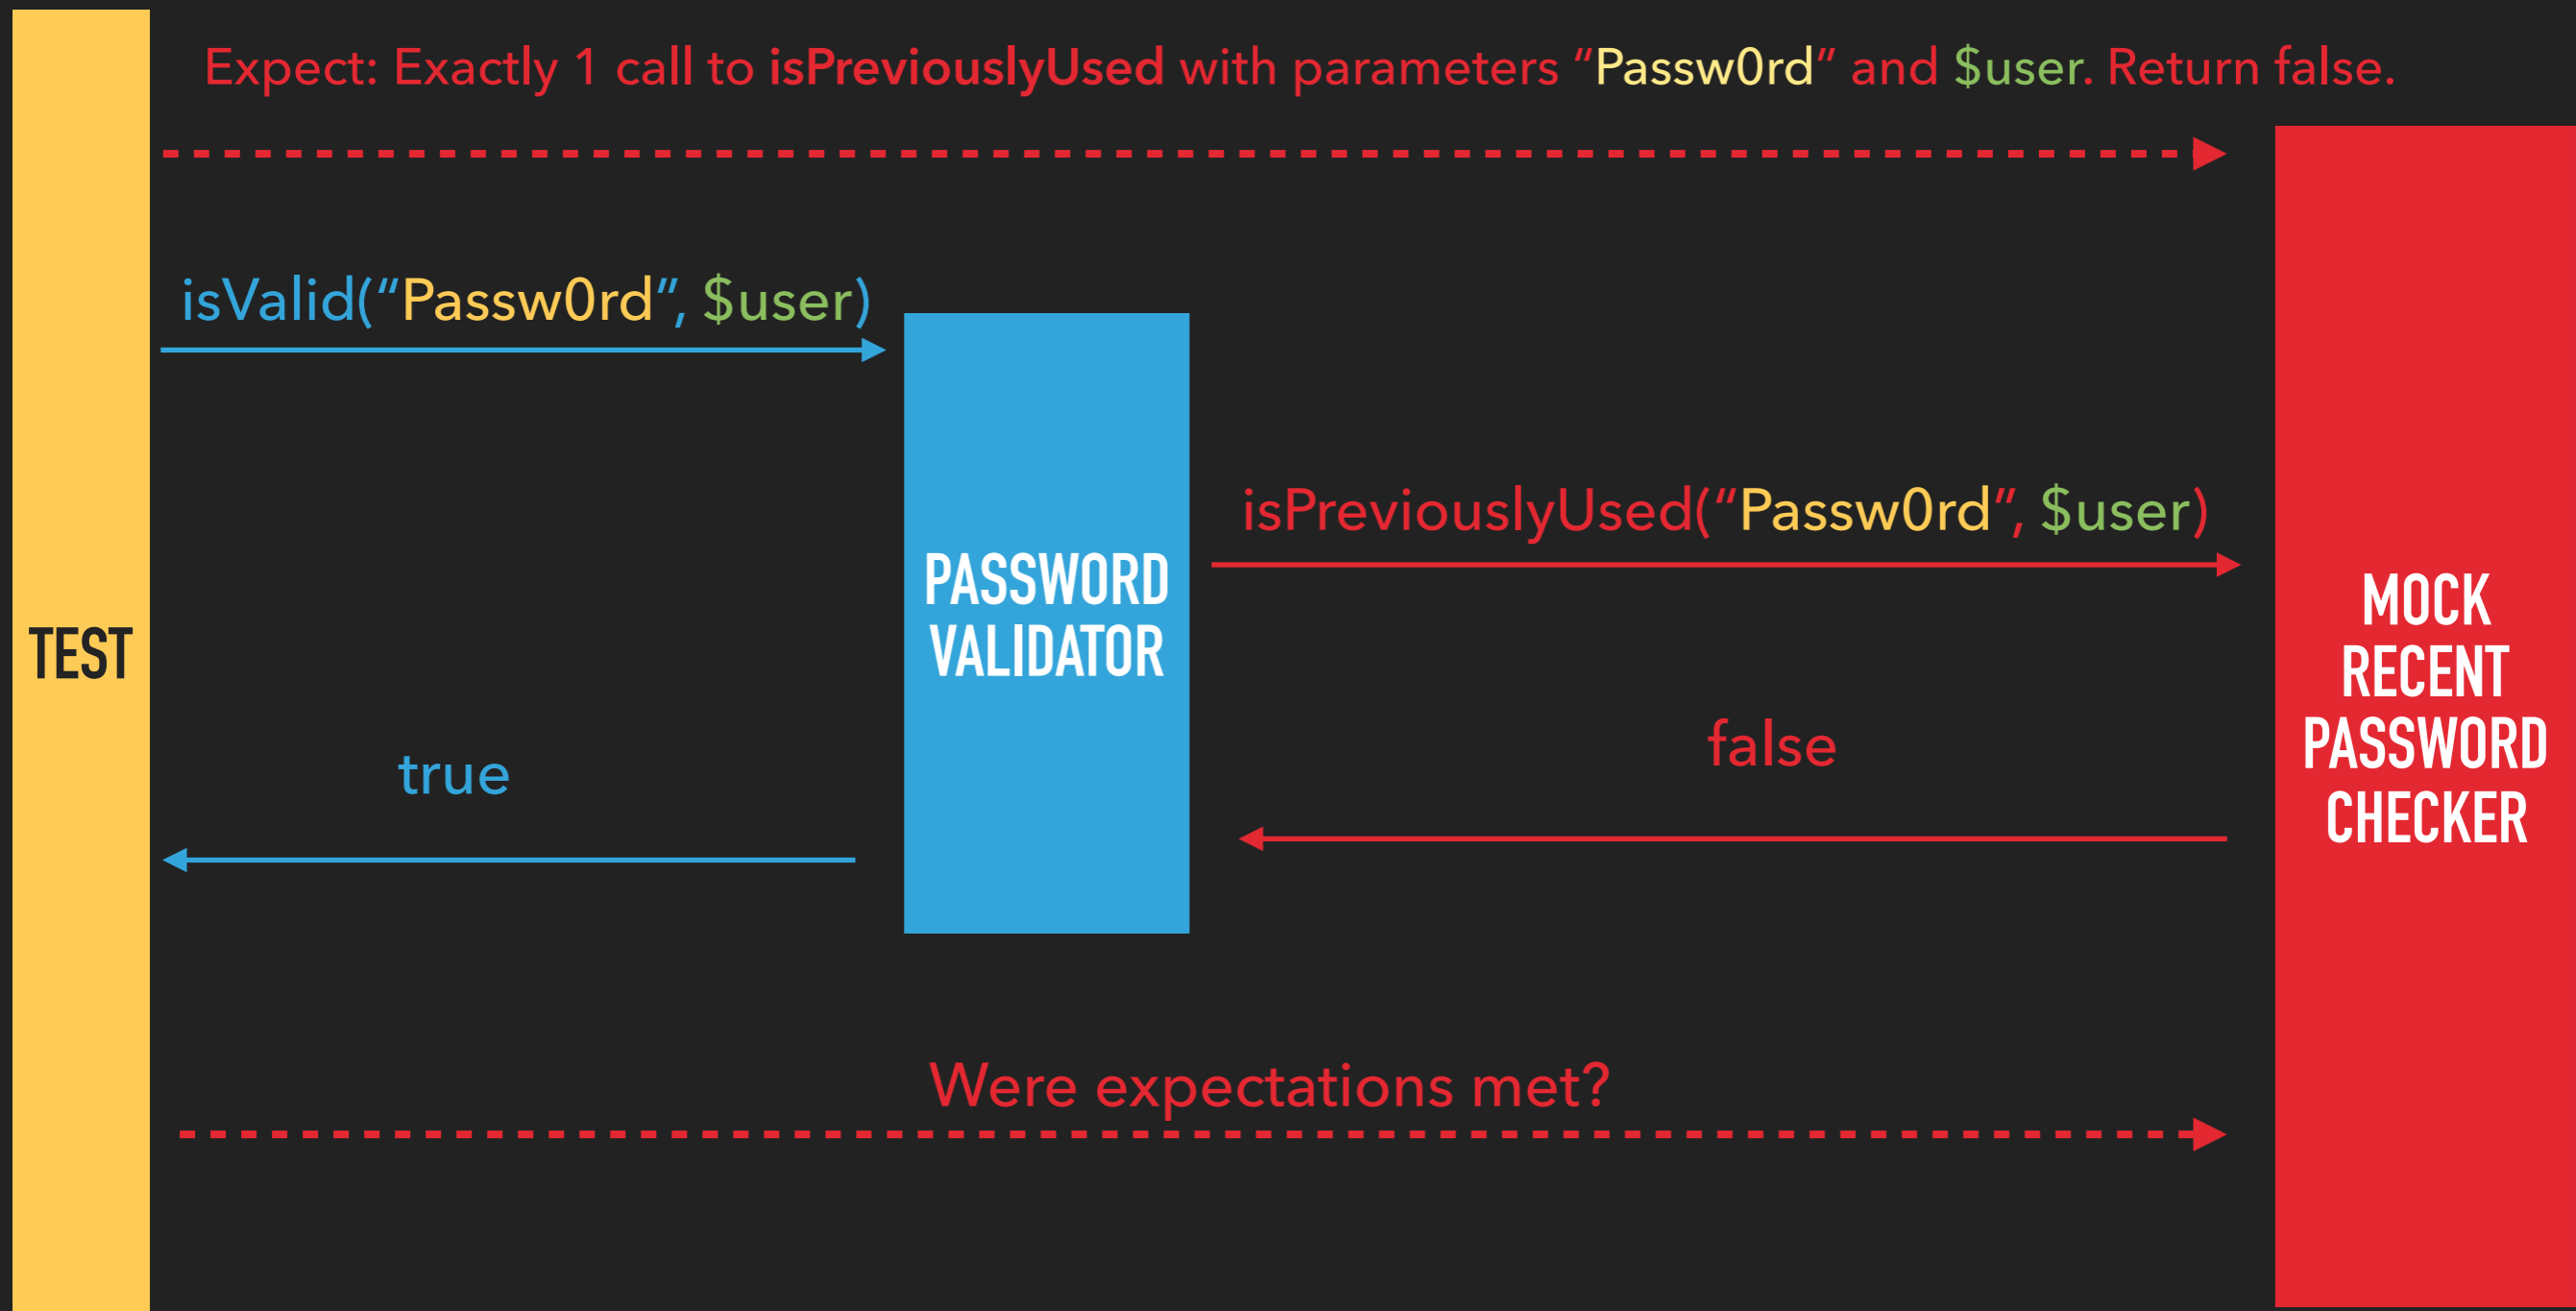 Expect: Exactly 1 call to isPreviouslyUsed with parameters “Passw0rd” and $user. Return false.
isValid(“Passw0rd”, $user)
isPreviouslyUsed(“Passw0rd”, $user)
PASSWORD
VALIDATOR
TEST
MOCK
RECENT
PASSWORD
CHECKER
false
true
Were expectations met?